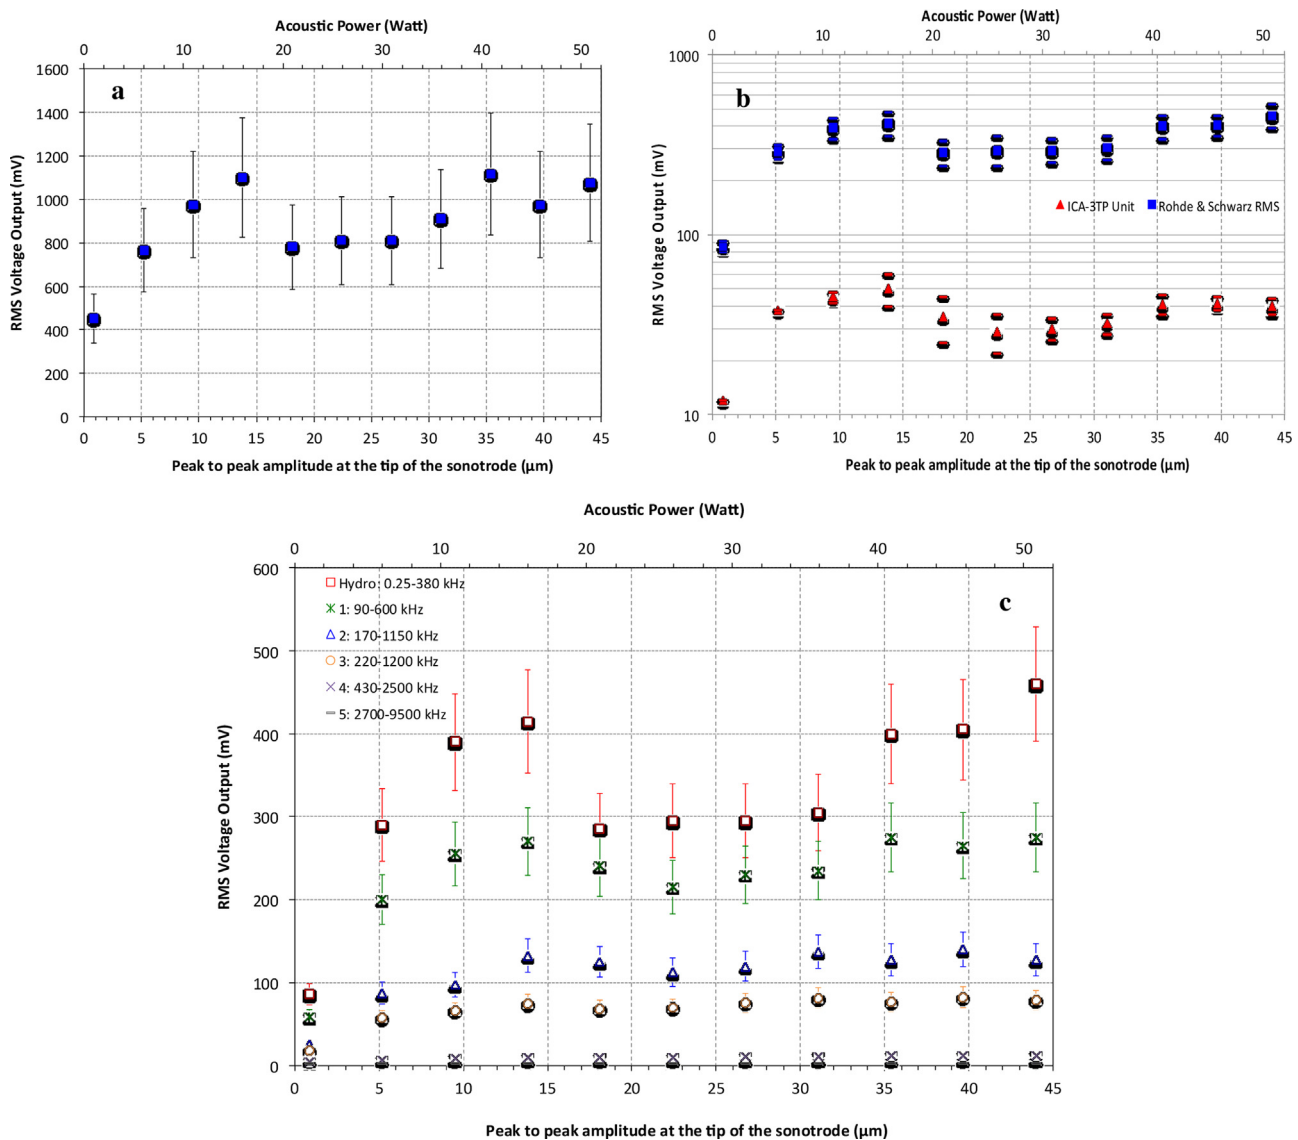 Acoustic Power (Watt)
0 10 20 30 40 50
a
RMS Voltage Output (mV)
1600
1400
1200
1000
800
600
400
200
0
0 5 10 15 20 25 30 35 40 45
Peak to peak amplitude at the tip of the sonotrode (μm)
Acoustic Power (Watt)
0 10 20 30 40 50
b
RMS Voltage Output (mV)
1000
100
10
ICA-3TP Unit Rohde & Schwarz RMS
0 5 10 15 20 25 30 35 40 45
Peak to peak amplitude at the tip of the sonotrode (μm)
Acoustic Power (Watt)
0 10 20 30 40 50
c
RMS Voltage Output (mV)
600
500
400
300
200
100
0
Hydro: 0.25-380 kHz
1: 90-600 kHz
2: 170-1150 kHz
3: 220-1200 kHz
4: 430-2500 kHz
5: 2700-9500 kHz
0 5 10 15 20 25 30 35 40 45
Peak to peak amplitude at the tip of the sonotrode (μm)